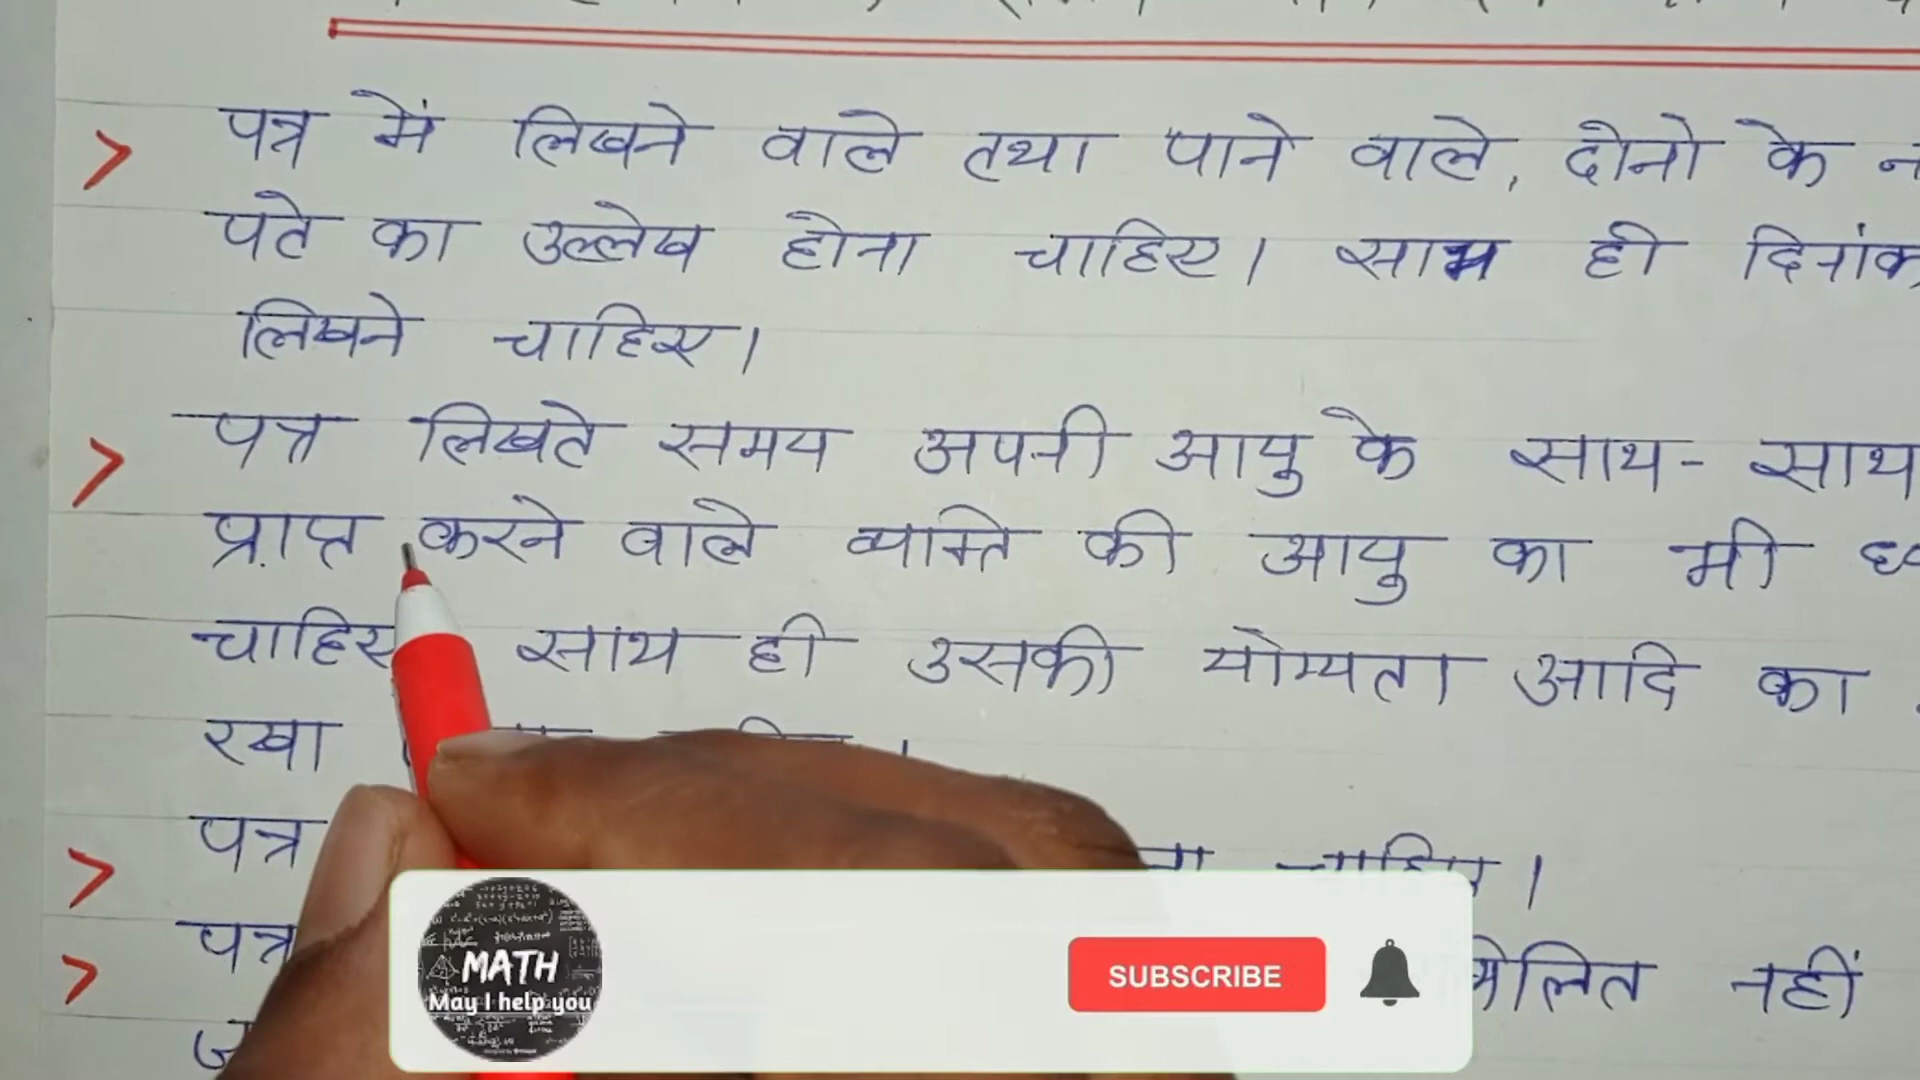 पत्र में लिखने वाले तथा पाने वाले, दोनो के
पते का उल्लेख होना चाहिए। साथ ही दिनांक
लिखने चाहिए।
> पत्र लिखते समय अपनी आयु के साथ- साथ
प्राप्त करने वाले व्यक्ति की आयु का भी
चाहिए साथ ही उसकी योग्यता आदि का
रखा
> पत्र चाहिए।
> पत्र नहीं
MATH
May I help you
SUBSCRIBE